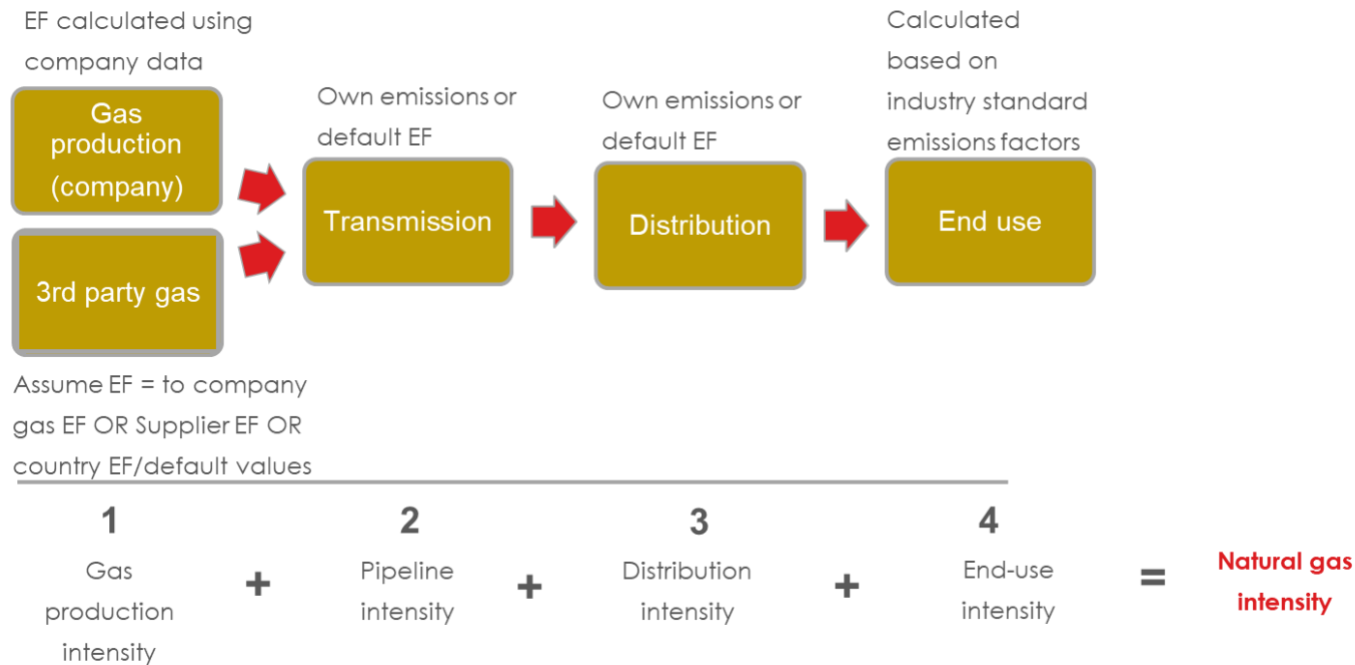 EF calculated using
company data
Gas
production
(company)
3rd party gas
Assume EF = to company
gas EF OR Supplier EF OR
country EF/default values
Own emissions or
default EF
Transmission
Own emissions or
default EF
Distribution
Calculated
based on
industry standard
emissions factors
End use
1
Gas
production
intensity
+
2
Pipeline
intensity
+
3
Distribution
intensity
+
4
End-use
intensity
=
Natural gas
intensity